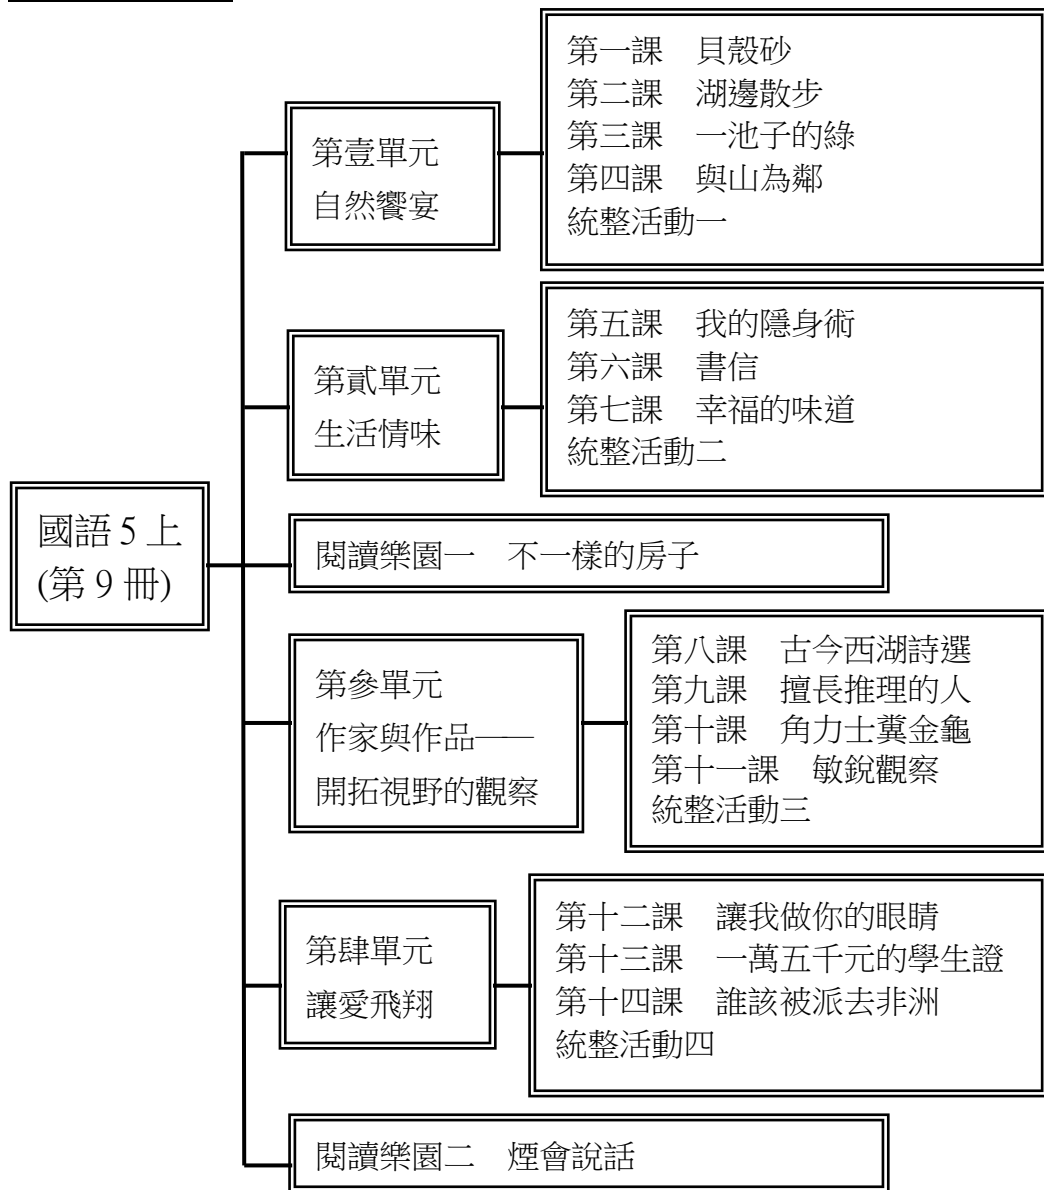 國語 5 上
(第 9 冊)
第壹單元
自然饗宴
第一課　貝殼砂
第二課　湖邊散步
第三課　一池子的綠
第四課　與山為鄰
統整活動一
第貳單元
生活情味
第五課　我的隱身術
第六課　書信
第七課　幸福的味道
統整活動二
閱讀樂園一　不一樣的房子
第參單元
作家與作品——
開拓視野的觀察
第八課　古今西湖詩選
第九課　擅長推理的人
第十課　角力士糞金龜
第十一課　敏銳觀察
統整活動三
第肆單元
讓愛飛翔
第十二課　讓我做你的眼睛
第十三課　一萬五千元的學生證
第十四課　誰該被派去非洲
統整活動四
閱讀樂園二　煙會說話